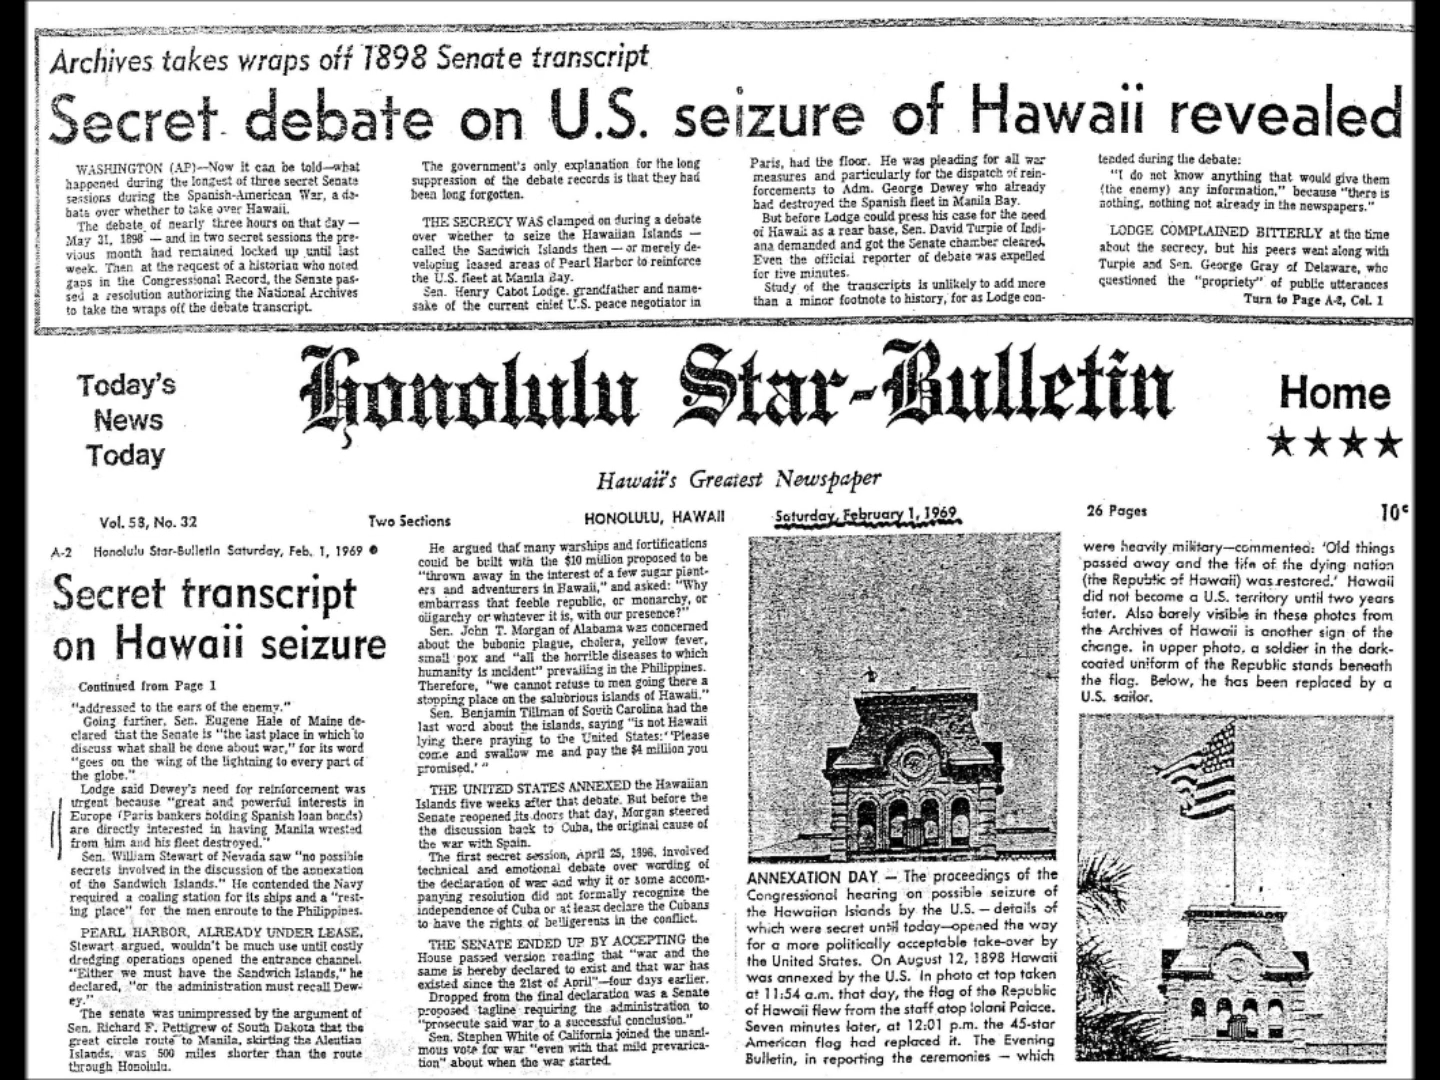 Archives takes wraps off 1898 Senate transcript
Secret debate on U.S. seizure of Hawaii revealed
WASHINGTON (AP)—Now it can be told—what
happened during the longest of three secret Senate
sessions during the Spanish-American War, a de-
bate over whether to take over Hawaii.
The debate of nearly three hours on that day —
May 31, 1898 — and in two secret sessions the pre-
vious month had remained locked up until last
week. Then at the request of a historian who noted
gaps in the Congressional Record, the Senate pas-
sed a resolution authorizing the National Archives
to take the wraps off the debate transcript.
The government's only explanation for the long
suppression of the debate records is that they had
been long forgotten.
THE SECRECY WAS clamped on during a debate
over whether to seize the Hawaiian Islands —
called the Sandwich Islands then — or merely de-
veloping leased areas of Pearl Harbor to reinforce
the U.S. fleet at Manila Bay.
Sen. Henry Cabot Lodge, grandfather and name-
sake of the current chief U.S. peace negotiator in
Paris, had the floor. He was pleading for all war
measures and particularly for the dispatch of rein-
forcements to Adm. George Dewey who already
had destroyed the Spanish fleet in Manila Bay.
But before Lodge could press his case for the need
of Hawaii as a rear base, Sen. David Turpie of Indi-
ana demanded and got the Senate chamber cleared.
Even the official reporter of debate was expelled
for five minutes.
Study of the transcripts is unlikely to add more
than a minor footnote to history, for as Lodge con-
tended during the debate:
"I do not know anything that would give them
(the enemy) any information," because "there is
nothing, nothing not already in the newspapers."
LODGE COMPLAINED BITTERLY at the time
about the secrecy, but his peers went along with
Turpie and Sen. George Gray of Delaware, who
questioned the "propriety" of public utterances
Turn to Page A-2, Col. 1
Today's
News
Today
Honolulu Star-Bulletin
Home
★★★★
Hawaii's Greatest Newspaper
Vol. 58, No. 32
Two Sections
HONOLULU, HAWAII
Saturday, February 1, 1969
26 Pages
10¢
A-2 Honolulu Star-Bulletin Saturday, Feb. 1, 1969 ●
Secret transcript
on Hawaii seizure
Continued from Page 1
"addressed to the ears of the enemy."
Going further, Sen. Eugene Hale of Maine de-
clared that the Senate is "the last place in which to
discuss what shall be done about war," for its word
"goes on the wing of the lightning to every part of
the globe."
Lodge said Dewey's need for reinforcement was
urgent because "great and powerful interests in
Europe (Paris bankers holding Spanish loan bonds)
are directly interested in having Manila wrested
from him and his fleet destroyed."
Sen. William Stewart of Nevada saw "no possible
secrets involved in the discussion of the annexation
of the Sandwich Islands." He contended the Navy
required a coaling station for its ships and a "rest-
ing place" for the men enroute to the Philippines.
PEARL HARBOR, ALREADY UNDER LEASE,
Stewart argued, wouldn't be much use until costly
dredging operations opened the entrance channel.
"Either we must have the Sandwich Islands," he
declared, "or the administration must recall Dew-
ey."
The senate was unimpressed by the argument of
Sen. Richard F. Pettigrew of South Dakota that the
great circle route to Manila, skirting the Aleutian
Islands, was 500 miles shorter than the route
through Honolulu.
He argued that many warships and fortifications
could be built with the $10 million proposed to be
"thrown away in the interest of a few sugar plant-
ers and adventurers in Hawaii," and asked: "Why
embarrass that feeble republic, or monarchy, or
oligarchy or whatever it is, with our presence?"
Sen. John T. Morgan of Alabama was concerned
about the bubonic plague, cholera, yellow fever,
small pox and "all the horrible diseases to which
humanity is incident" prevailing in the Philippines.
Therefore, "we cannot refuse to men going there a
stopping place on the salubrious islands of Hawaii."
Sen. Benjamin Tillman of South Carolina had the
last word about the islands, saying "is not Hawaii
lying there praying to the United States: 'Please
come and swallow me and pay the $4 million you
promised.' "
THE UNITED STATES ANNEXED the Hawaiian
Islands five weeks after that debate. But before the
Senate reopened its doors that day, Morgan steered
the discussion back to Cuba, the original cause of
the war with Spain.
The first secret session, April 25, 1898, involved
technical and emotional debate over wording of
the declaration of war and why it or some accom-
panying resolution did not formally recognize the
independence of Cuba or at least declare the Cubans
to have the rights of belligerents in the conflict.
THE SENATE ENDED UP BY ACCEPTING the
House passed version reading that "war and the
same is hereby declared to exist and that war has
existed since the 21st of April"—four days earlier.
Dropped from the final declaration was a Senate
proposed tagline requiring the administration to
"prosecute said war to a successful conclusion."
Sen. Stephen White of California joined the unani-
mous vote for war "even with that mild prevarica-
tion" about when the war started.
ANNEXATION DAY — The proceedings of the
Congressional hearing on possible seizure of
the Hawaiian Islands by the U.S. — details of
which were secret until today—opened the way
for a more politically acceptable take-over by
the United States. On August 12, 1898 Hawaii
was annexed by the U.S. In photo at top taken
at 11:54 a.m. that day, the flag of the Republic
of Hawaii flew from the staff atop Iolani Palace.
Seven minutes later, at 12:01 p.m. the 45-star
American flag had replaced it. The Evening
Bulletin, in reporting the ceremonies — which
were heavily military—commented: 'Old things
passed away and the life of the dying nation
(the Republic of Hawaii) was restored.' Hawaii
did not become a U.S. territory until two years
later. Also barely visible in these photos from
the Archives of Hawaii is another sign of the
change. In upper photo, a soldier in the dark-
coated uniform of the Republic stands beneath
the flag. Below, he has been replaced by a
U.S. sailor.